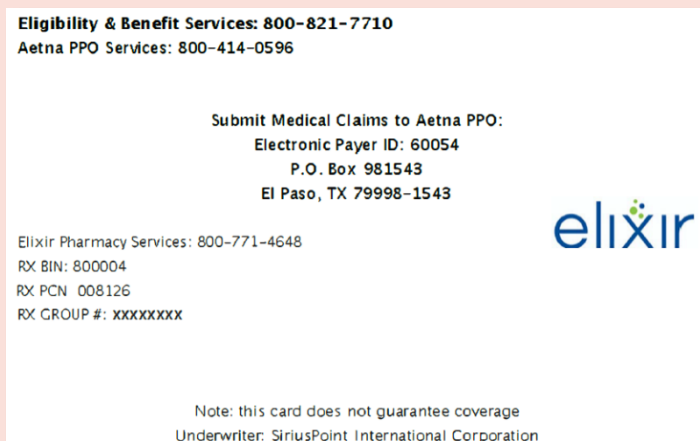 Eligibility & Benefit Services: 800-821-7710
Aetna PPO Services: 800-414-0596
Submit Medical Claims to Aetna PPO:
Electronic Payer ID: 60054
P.O. Box 981543
El Paso, TX 79998-1543
elixir
Elixir Pharmacy Services: 800-771-4648
RX BIN: 800004
RX PCN 008126
RX GROUP #: XXXXXXXX
Note: this card does not guarantee coverage
Underwriter: SiriusPoint International Corporation